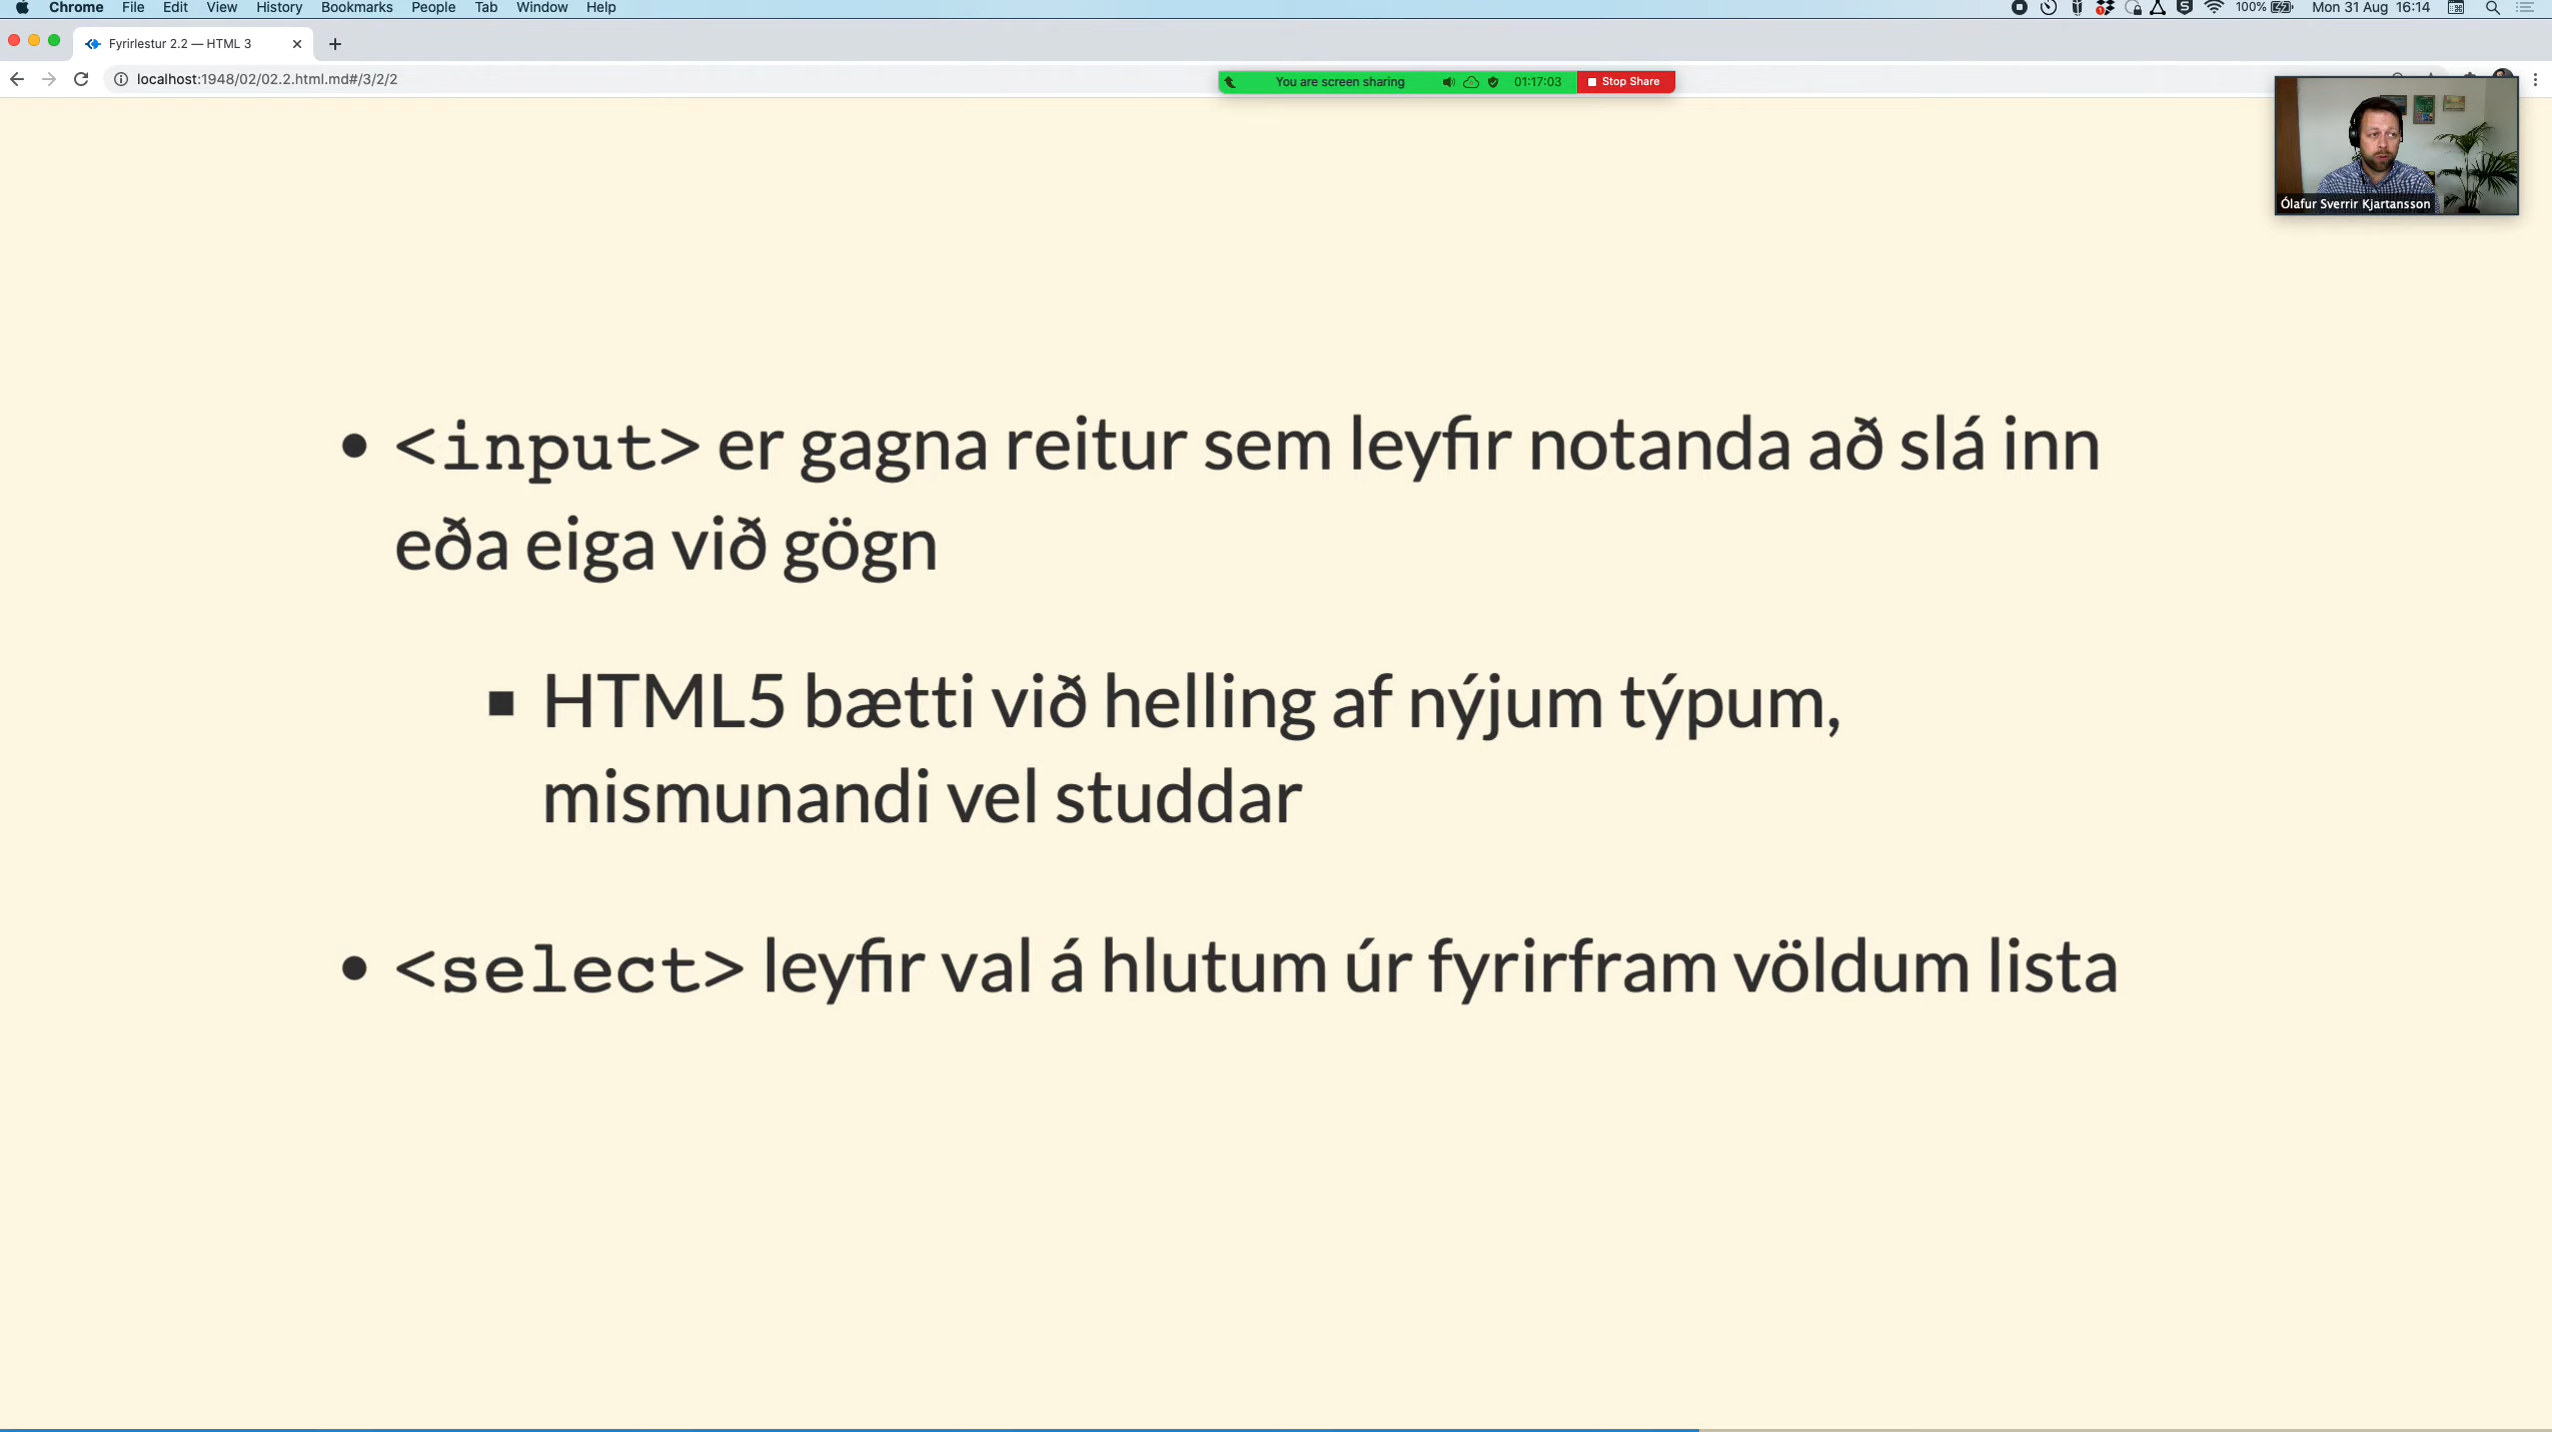 Chrome File Edit View History Bookmarks People Tab Window Help 100% Mon 31 Aug 16:14
Fyrirlestur 2.2 — HTML 3
localhost:1948/02/02.2.html.md#/3/2/2
You are screen sharing 01:17:03 Stop Share
Ólafur Sverrir Kjartansson
<input> er gagna reitur sem leyfir notanda að slá inn
eða eiga við gögn
HTML5 bætti við helling af nýjum týpum,
mismunandi vel studdar
<select> leyfir val á hlutum úr fyrirfram völdum lista